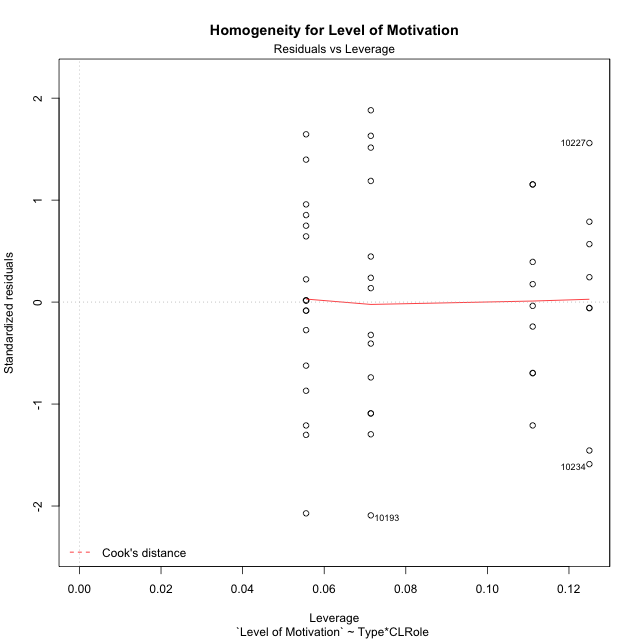 Homogeneity for Level of Motivation
Residuals vs Leverage
2
1
0
-1
-2
Standardized residuals
10227
10234
10193
Cook's distance
0.00 0.02 0.04 0.06 0.08 0.10 0.12
Leverage
`Level of Motivation` ~ Type*CLRole